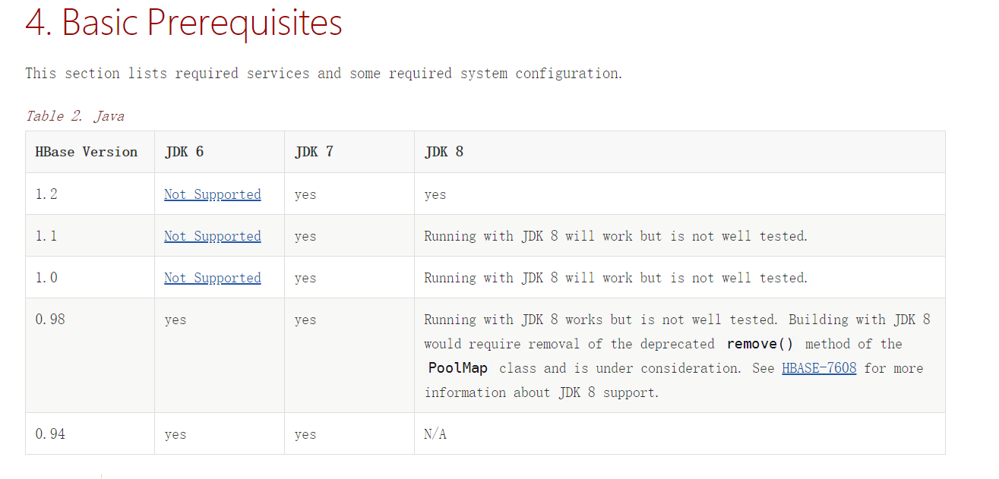 4. Basic Prerequisites
This section lists required services and some required system configuration.
Table 2. Java
HBase Version JDK 6 JDK 7 JDK 8
1.2 Not Supported yes yes
1.1 Not Supported yes Running with JDK 8 will work but is not well tested.
1.0 Not Supported yes Running with JDK 8 will work but is not well tested.
0.98 yes yes Running with JDK 8 works but is not well tested. Building with JDK 8
would require removal of the deprecated remove() method of the
PoolMap class and is under consideration. See HBASE-7608 for more
information about JDK 8 support.
0.94 yes yes N/A